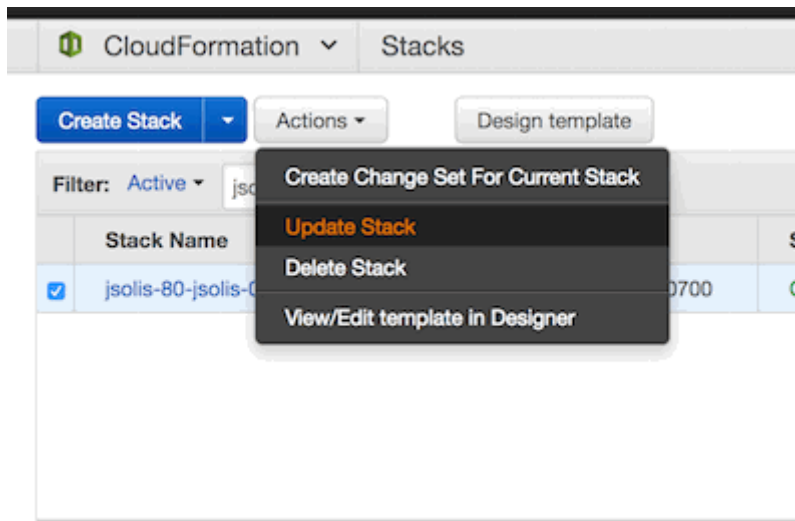 CloudFormation Stacks
Create Stack Actions Design template
Filter: Active jso
Create Change Set For Current Stack
Update Stack
Delete Stack
View/Edit template in Designer
Stack Name
jsolis-80-jsolis- 0700